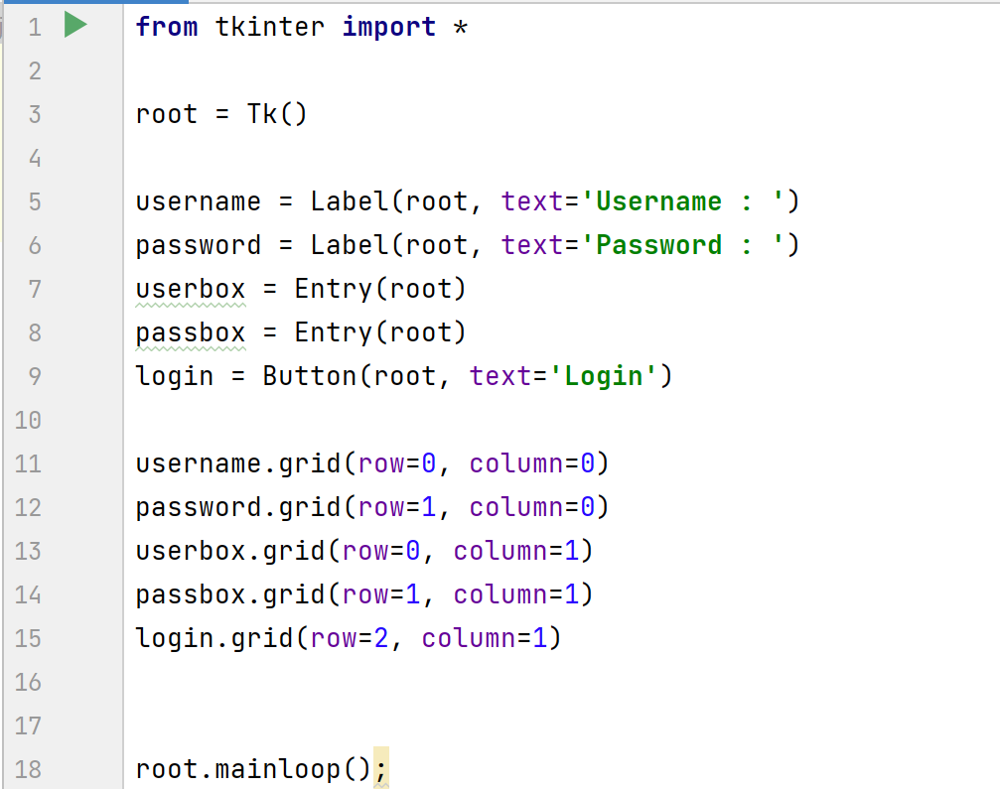 1 from tkinter import *
2
3 root = Tk()
4
5 username = Label(root, text='Username : ')
6 password = Label(root, text='Password : ')
7 userbox = Entry(root)
8 passbox = Entry(root)
9 login = Button(root, text='Login')
10
11 username.grid(row=0, column=0)
12 password.grid(row=1, column=0)
13 userbox.grid(row=0, column=1)
14 passbox.grid(row=1, column=1)
15 login.grid(row=2, column=1)
16
17
18 root.mainloop();